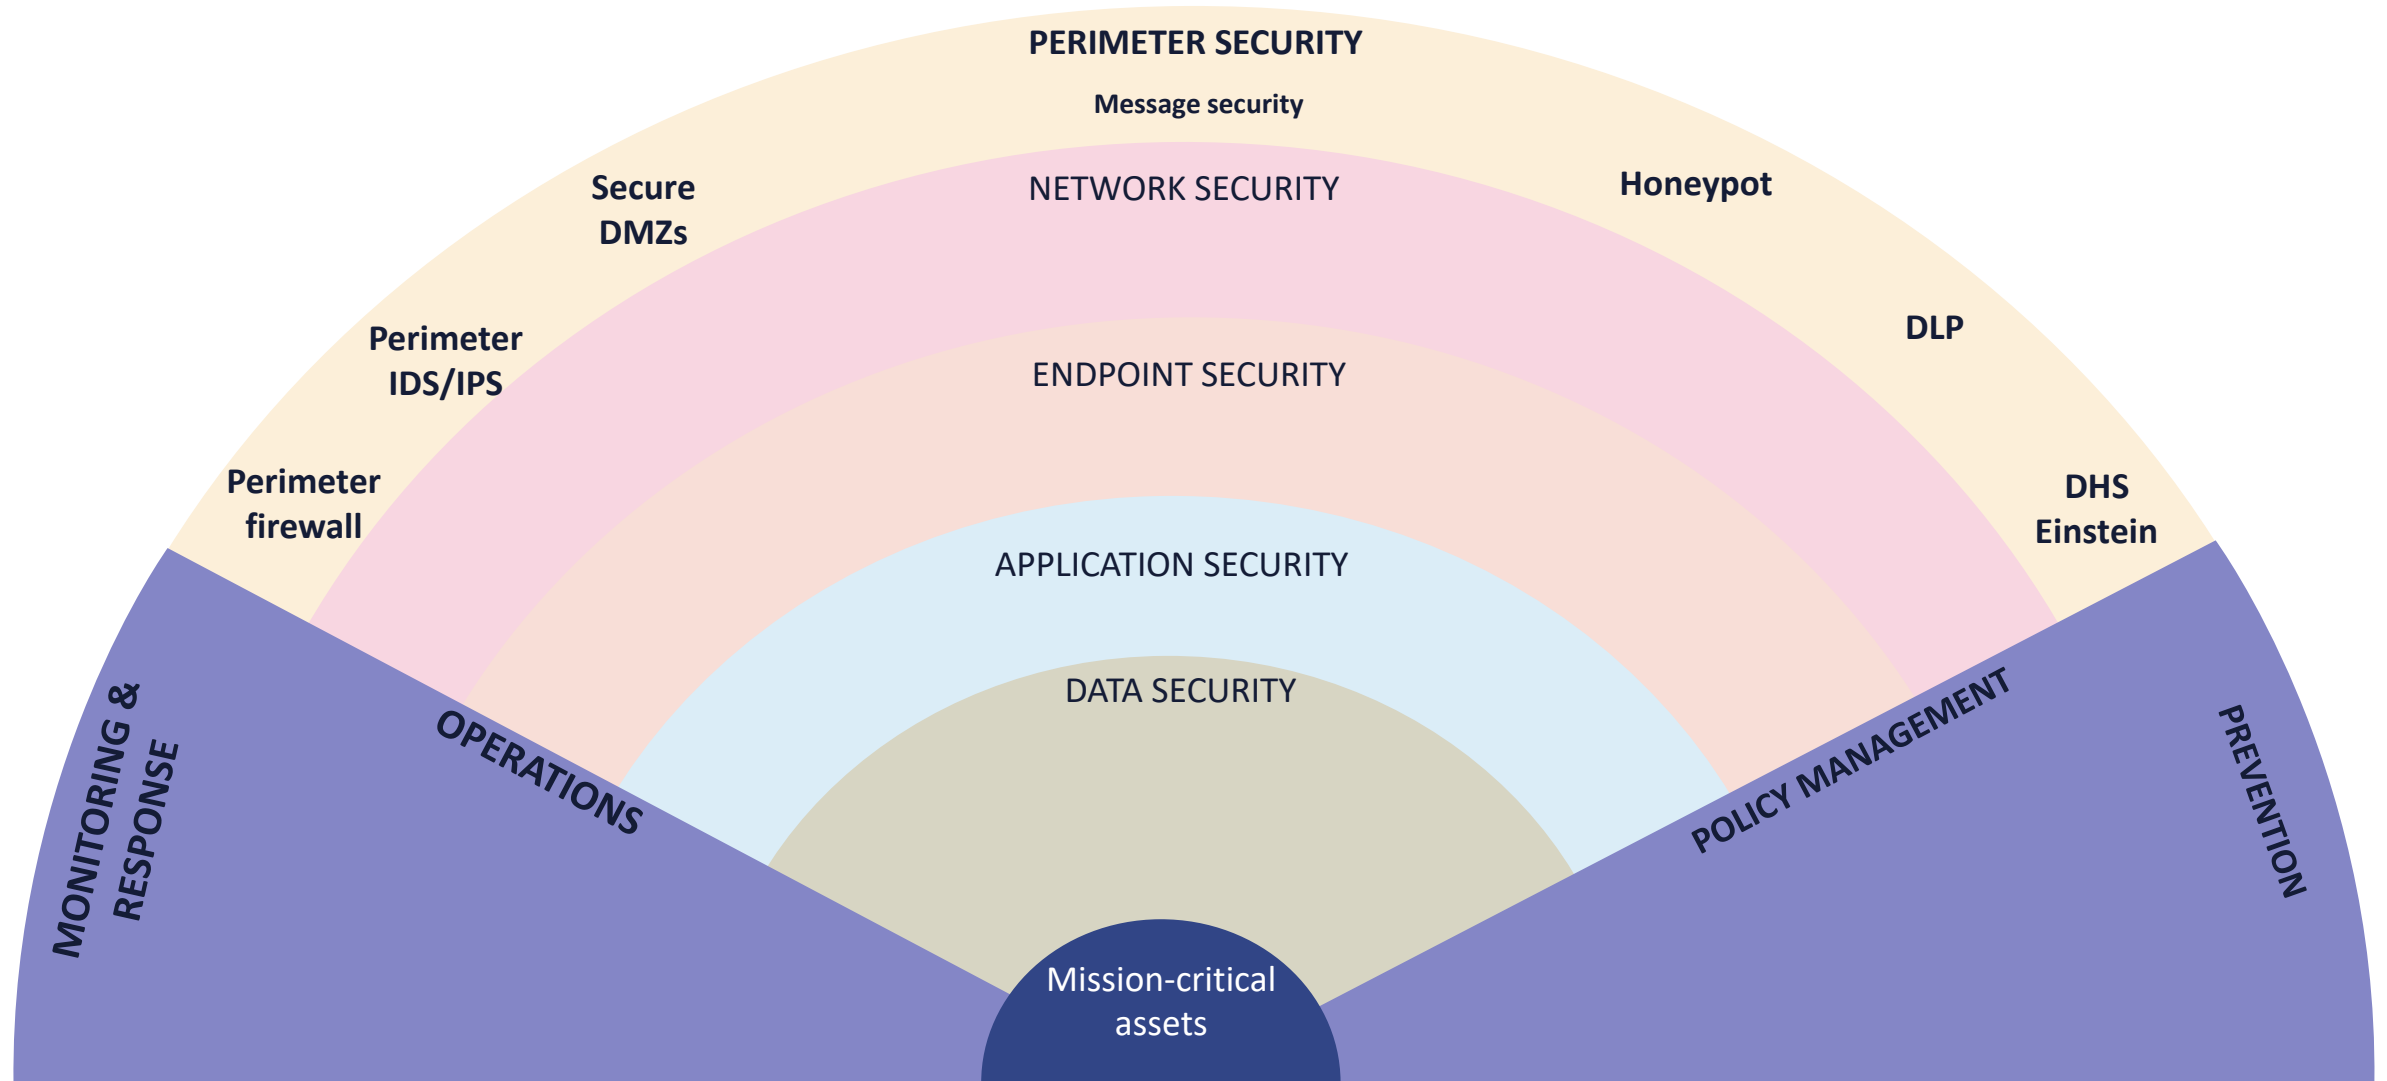 PERIMETER SECURITY
Message security
Secure
DMZs
Honeypot
NETWORK SECURITY
Perimeter
IDS/IPS
DLP
ENDPOINT SECURITY
Perimeter
firewall
DHS
Einstein
APPLICATION SECURITY
DATA SECURITY
MONITORING &
RESPONSE
OPERATIONS
POLICY MANAGEMENT
PREVENTION
Mission-critical
assets